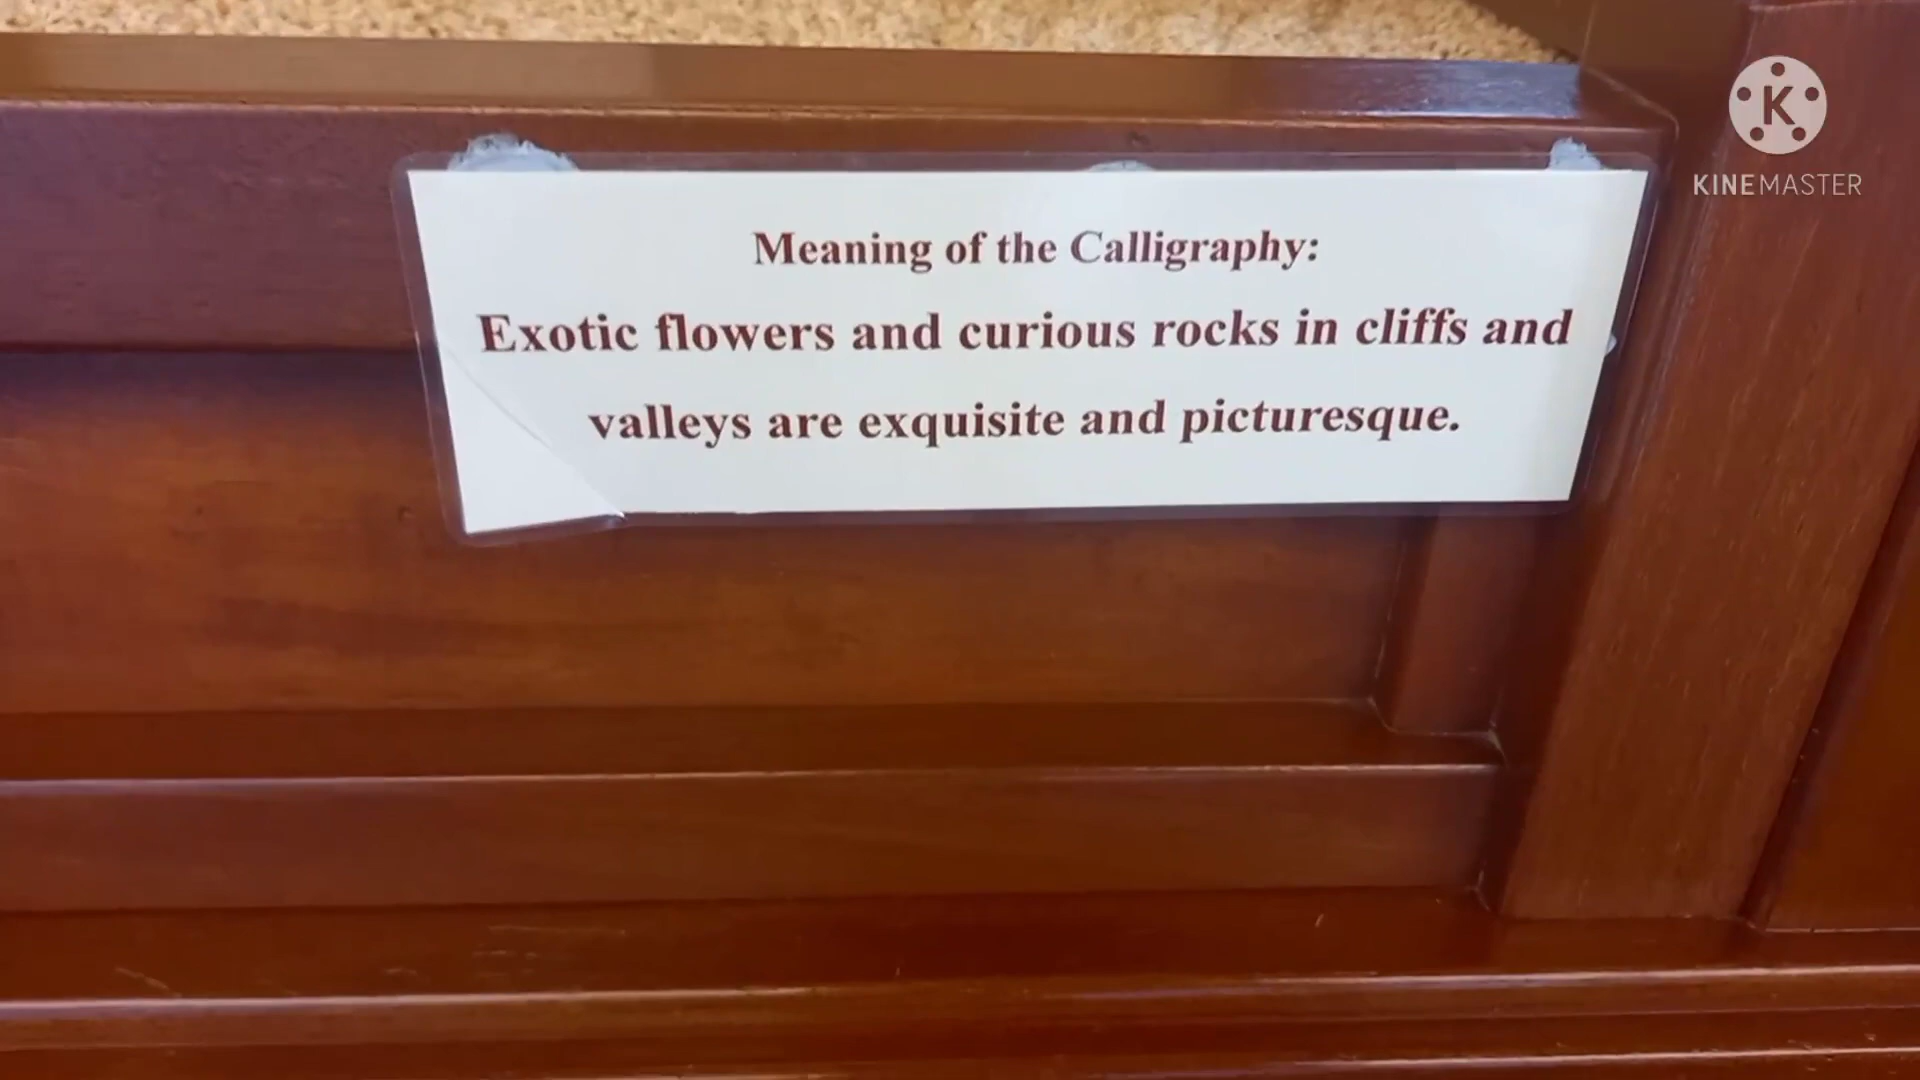 Meaning of the Calligraphy:
Exotic flowers and curious rocks in cliffs and
valleys are exquisite and picturesque.
K
KINEMASTER